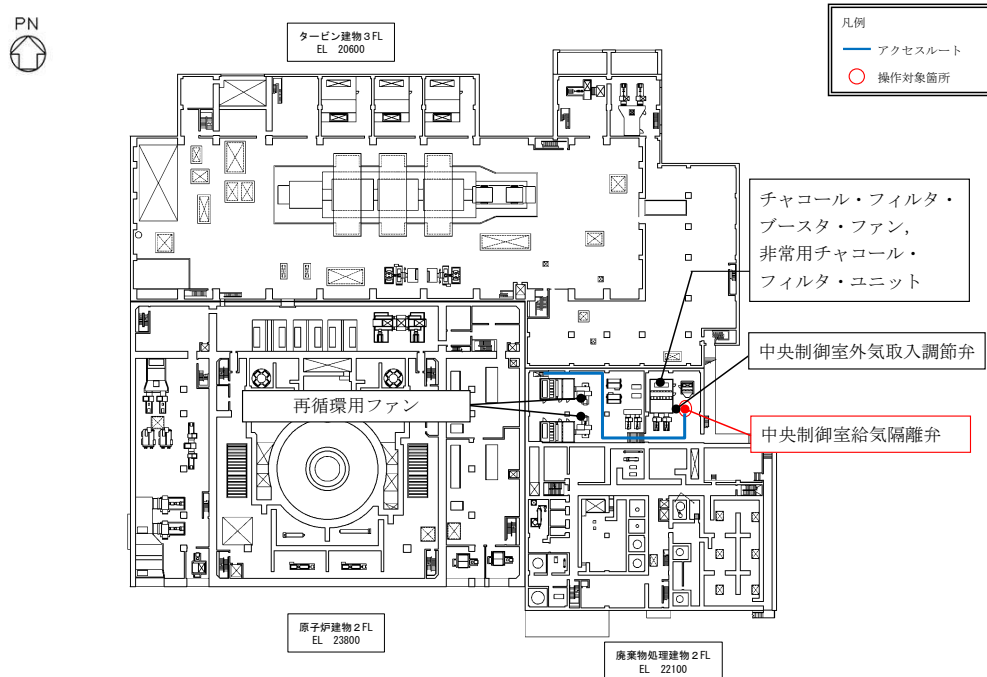 PN
タービン建物3FL
EL 20600
凡例
アクセスルート
操作対象箇所
チャコール・フィルタ・
ブースタ・ファン,
非常用チャコール・
フィルタ・ユニット
中央制御室外気取入調節弁
再循環用ファン
中央制御室給気隔離弁
原子炉建物2FL
EL 23800
廃棄物処理建物2FL
EL 22100